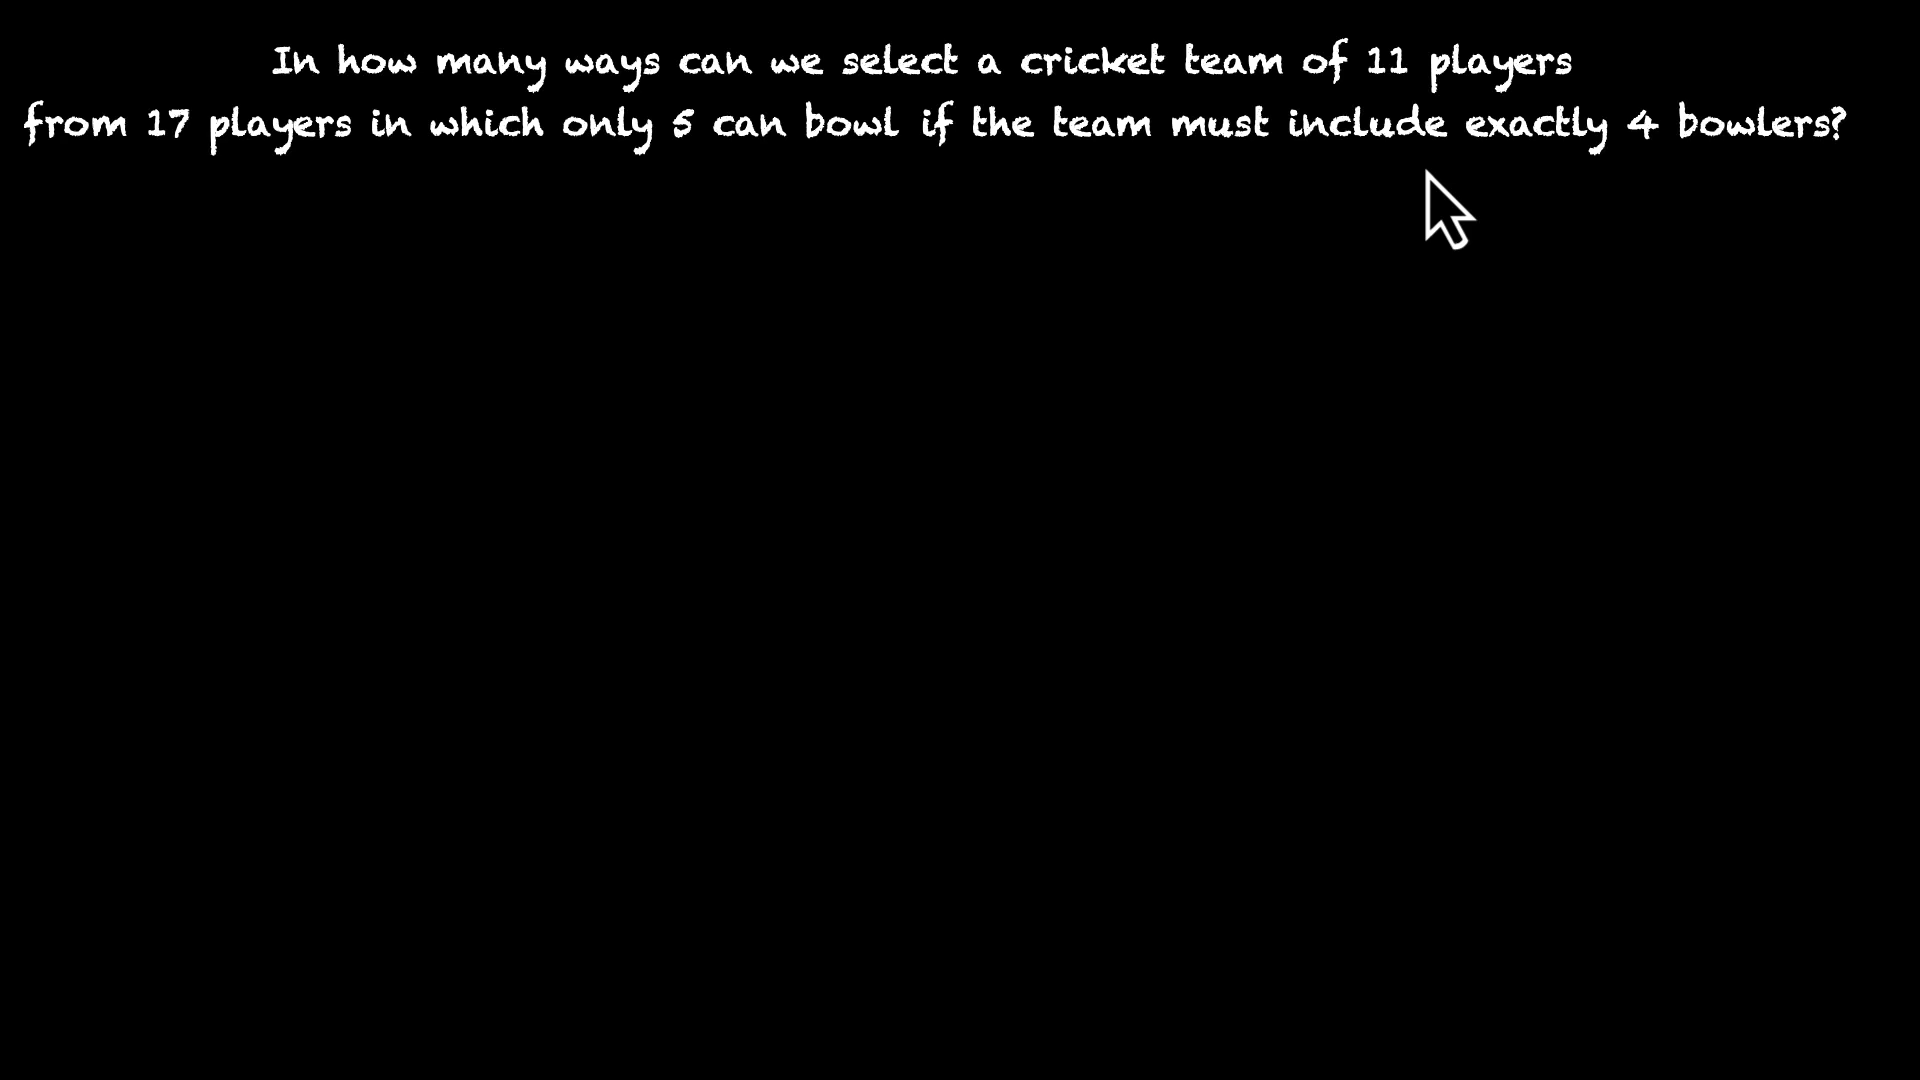 In how many ways can we select a cricket team of 11 players
from 17 players in which only 5 can bowl if the team must include exactly 4 bowlers?